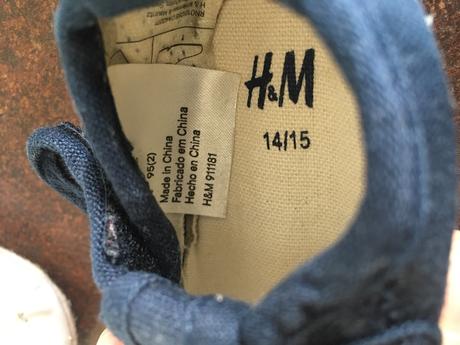 H&M
14/15
95(2)
Made in China
Fabricado em China
Hecho en China
H&M 911181